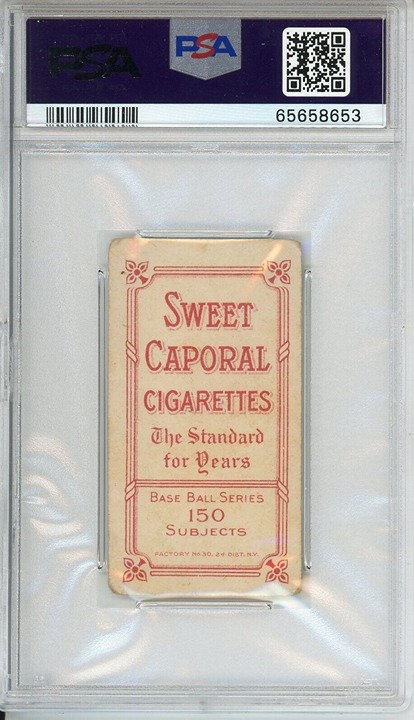 PSA PSA
65658653
SWEET
CAPORAL
CIGARETTES
The Standard
for Years
BASE BALL SERIES
150
SUBJECTS
FACTORY No 30, 2d DIST. N.Y.